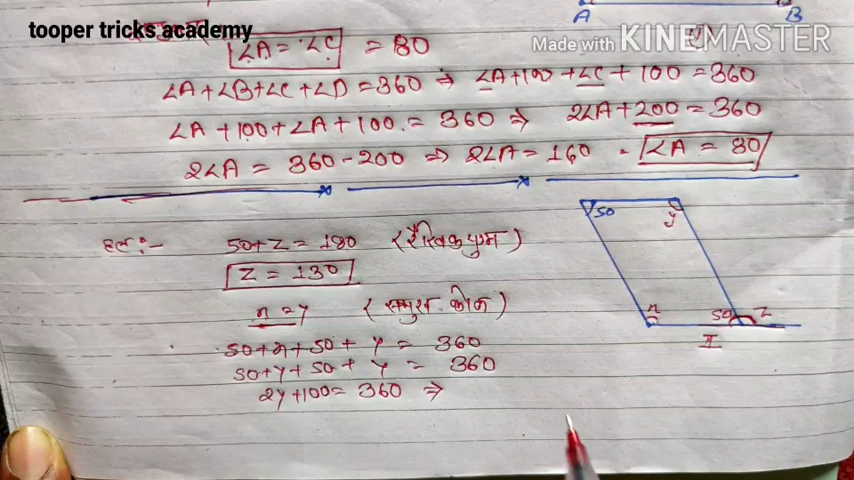 tooper tricks academy
A B
Made with KINEMASTER
∠A = ∠C = 80
∠A+∠B+∠C+∠D=360 ⇒ ∠A+100+∠C+100=360
∠A+100+∠A+100.=360 ⇒ 2∠A+200=360
2∠A = 360-200 ⇒ 2∠A=160 - ∠A = 80
50 y
हल:- 50+Z=180 (रैखिक युग्म)
Z = 130
x = y (सम्मुख कोण)
x 50 Z
II
50+x+50+y = 360
50+y+50+y = 360
2y+100=360 ⇒